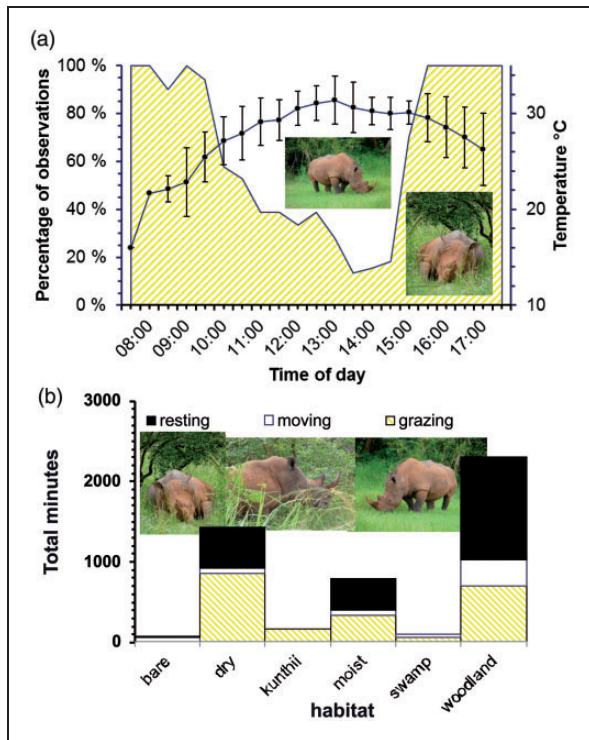 (a)
100 %
80 %
60 %
40 %
20 %
0 %
Percentage of observations
30
20
10
Temperature °C
08:00
09:00
10:00
11:00
12:00
13:00
14:00
15:00
16:00
17:00
Time of day
(b)
3000
2000
1000
0
Total minutes
resting moving grazing
bare
dry
kunthii
moist
swamp
woodland
habitat